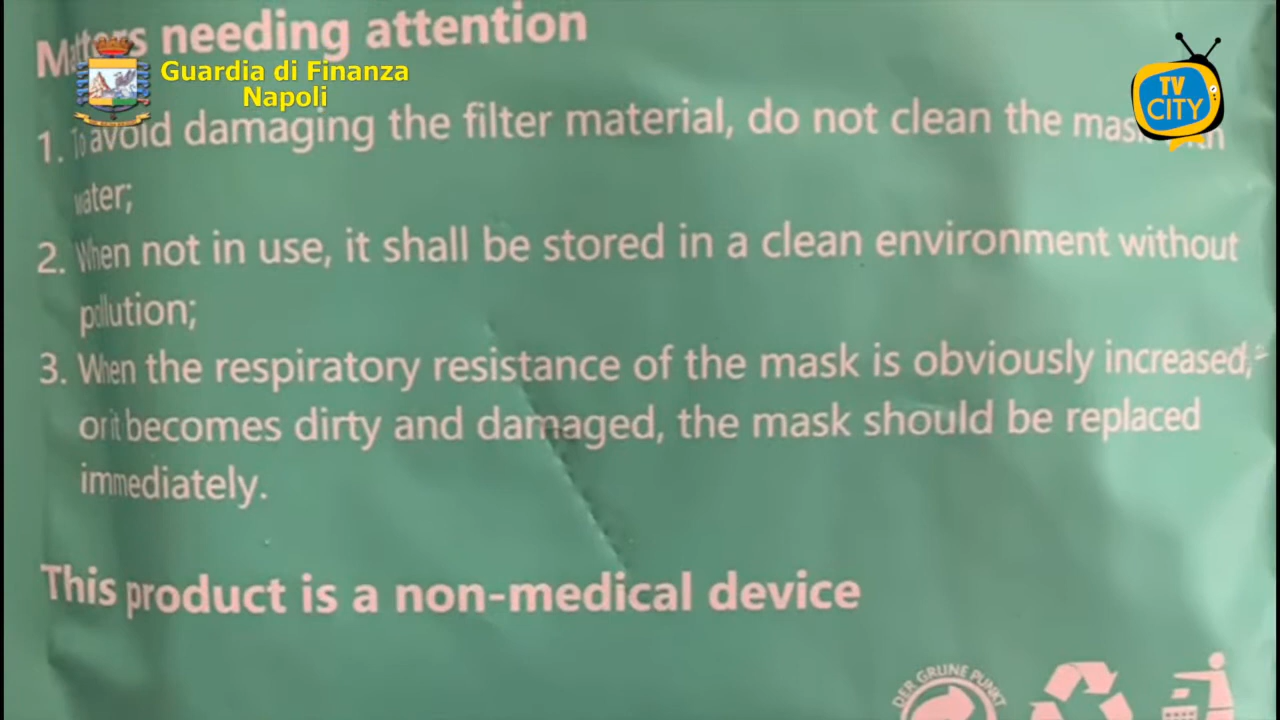 Matters needing attention
Guardia di Finanza
Napoli
TV
CITY
1. To avoid damaging the filter material, do not clean the mask with
water;
2. When not in use, it shall be stored in a clean environment without
pollution;
3. When the respiratory resistance of the mask is obviously increased,
or it becomes dirty and damaged, the mask should be replaced
immediately.
This product is a non-medical device
DER GRÜNE PUNKT